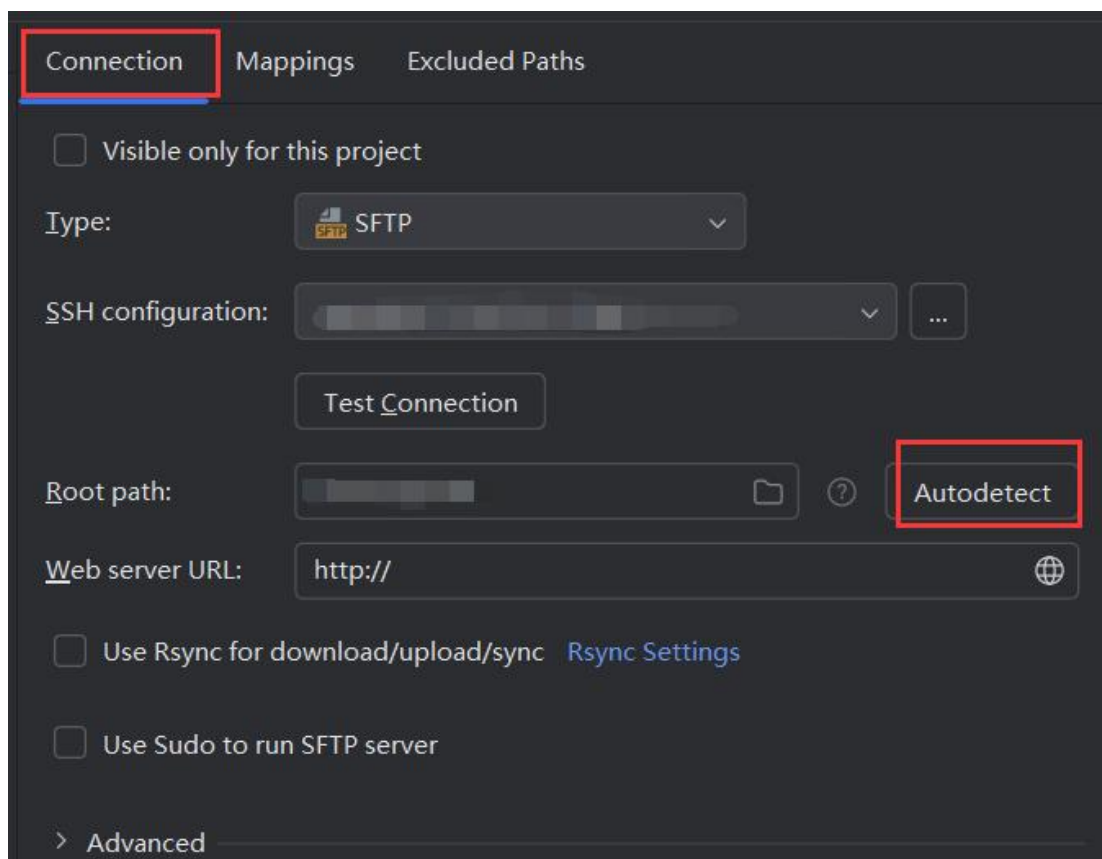 Connection Mappings Excluded Paths
Visible only for this project
Type: SFTP SFTP
SSH configuration: ...
Test Connection
Root path: ? Autodetect
Web server URL: http://
Use Rsync for download/upload/sync Rsync Settings
Use Sudo to run SFTP server
Advanced